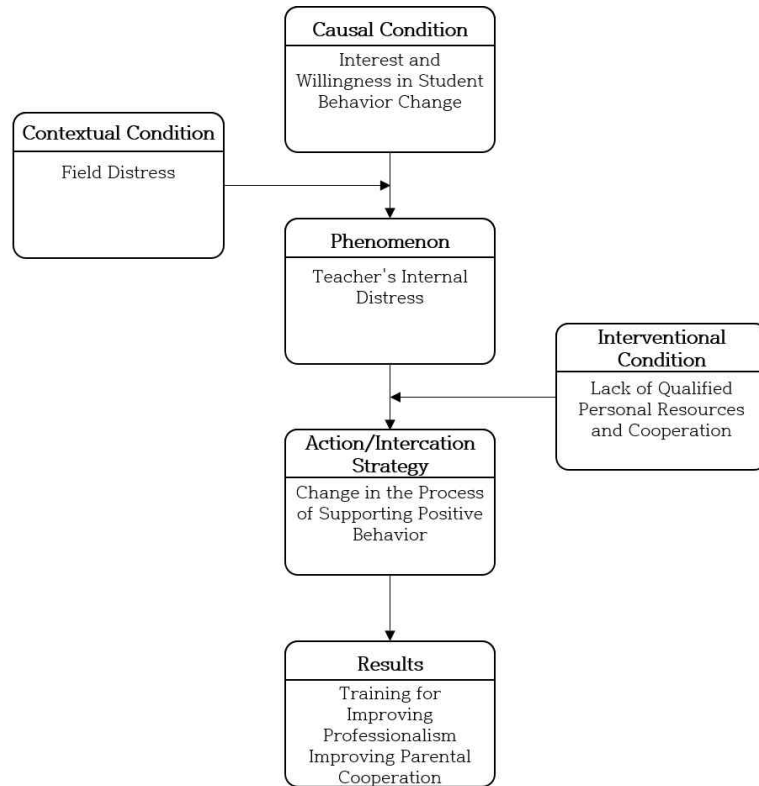 Causal Condition
Interest and
Willingness in Student
Behavior Change
Contextual Condition
Field Distress
Phenomenon
Teacher's Internal
Distress
Interventional
Condition
Lack of Qualified
Personal Resources
and Cooperation
Action/Intercation
Strategy
Change in the Process
of Supporting Positive
Behavior
Results
Training for
Improving
Professionalism
Improving Parental
Cooperation